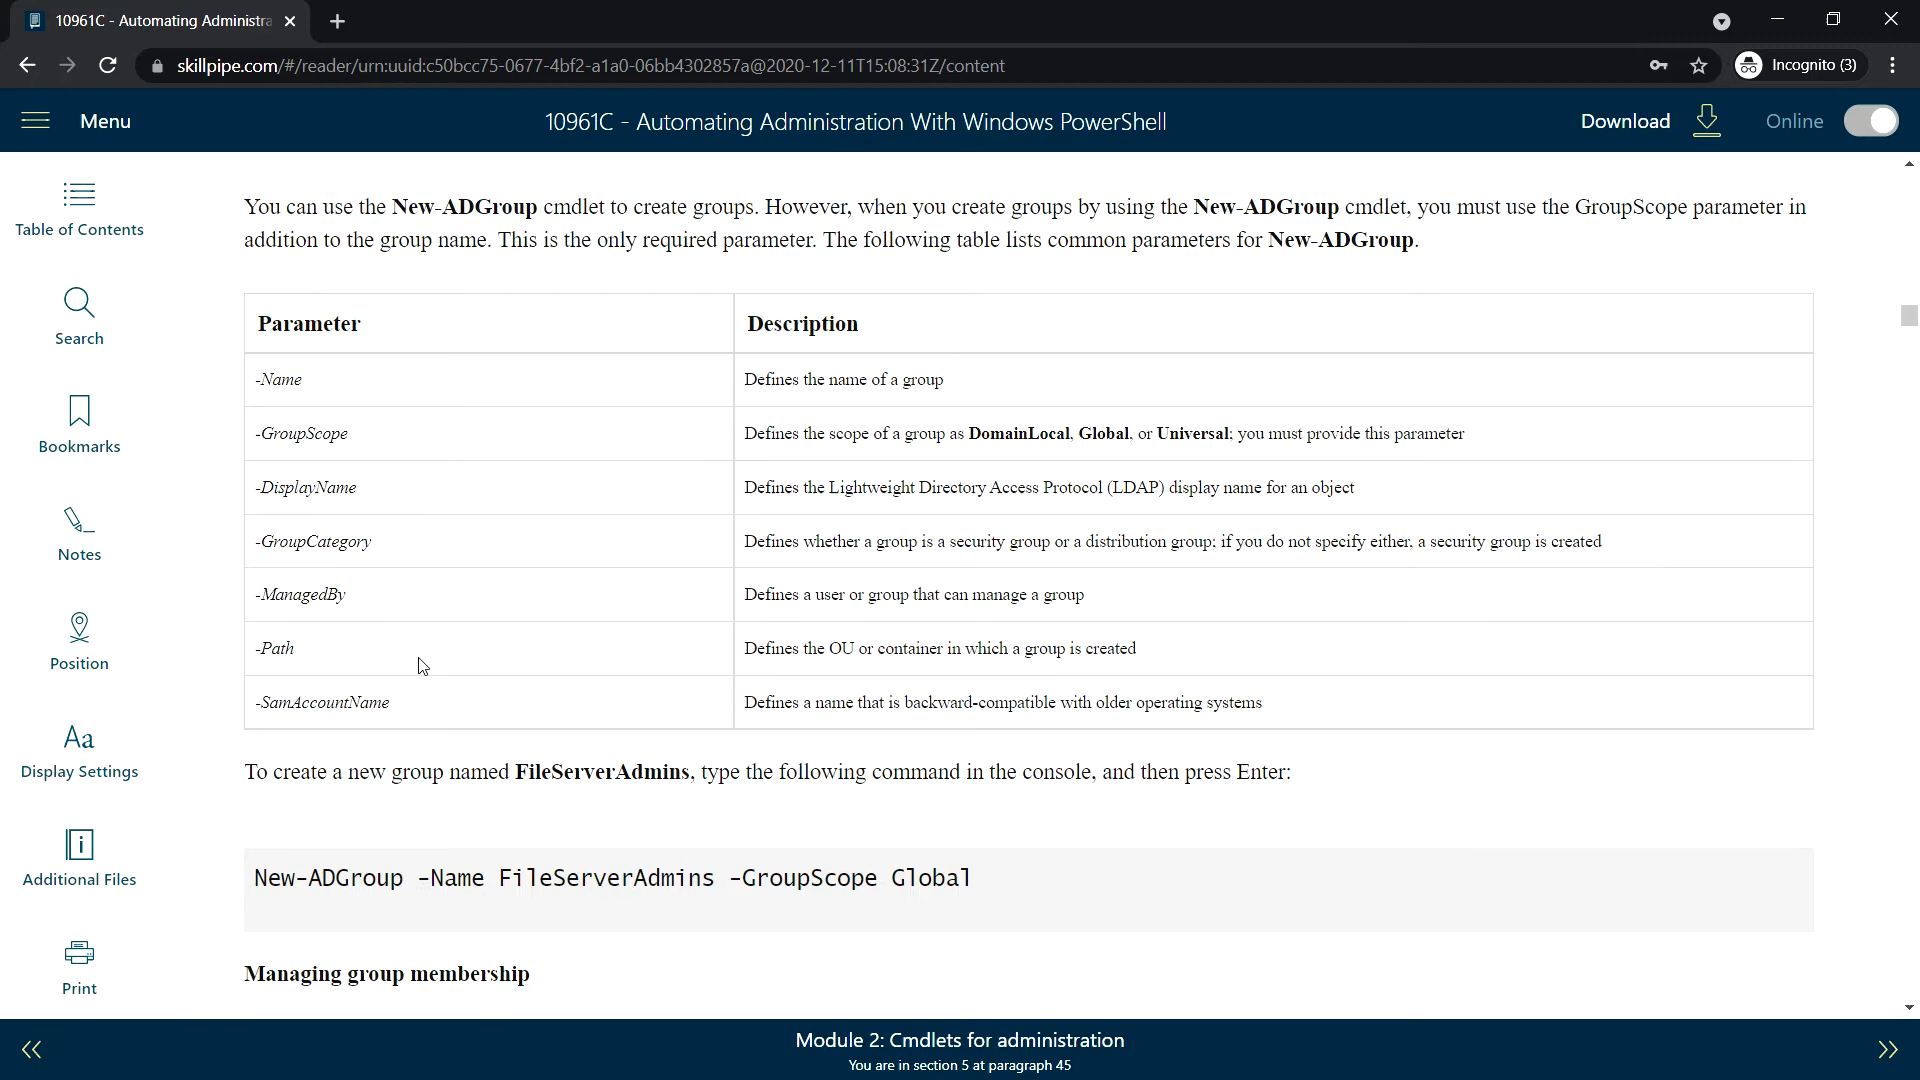 10961C - Automating Administra
skillpipe.com/#/reader/urn:uuid:c50bcc75-0677-4bf2-a1a0-06bb4302857a@2020-12-11T15:08:31Z/content
Incognito (3)
Menu
10961C - Automating Administration With Windows PowerShell
Download
Online
Table of Contents
Search
Bookmarks
Notes
Position
Aa
Display Settings
Additional Files
Print
You can use the New-ADGroup cmdlet to create groups. However, when you create groups by using the New-ADGroup cmdlet, you must use the GroupScope parameter in
addition to the group name. This is the only required parameter. The following table lists common parameters for New-ADGroup.
Parameter Description
-Name Defines the name of a group
-GroupScope Defines the scope of a group as DomainLocal, Global, or Universal; you must provide this parameter
-DisplayName Defines the Lightweight Directory Access Protocol (LDAP) display name for an object
-GroupCategory Defines whether a group is a security group or a distribution group; if you do not specify either, a security group is created
-ManagedBy Defines a user or group that can manage a group
-Path Defines the OU or container in which a group is created
-SamAccountName Defines a name that is backward-compatible with older operating systems
To create a new group named FileServerAdmins, type the following command in the console, and then press Enter:
New-ADGroup -Name FileServerAdmins -GroupScope Global
Managing group membership
Module 2: Cmdlets for administration
You are in section 5 at paragraph 45